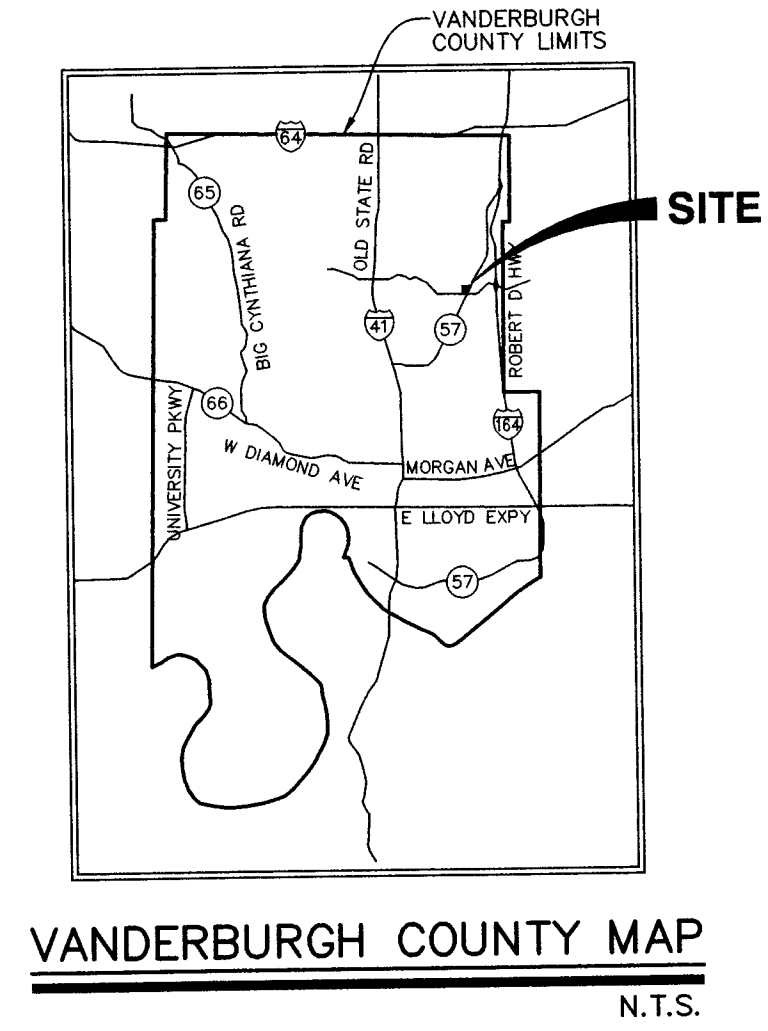 VANDERBURGH
COUNTY LIMITS
64
65
OLD STATE RD
SITE
BIG CYNTHIANA RD
ROBERT D HWY
41
57
66
UNIVERSITY PKWY
164
W DIAMOND AVE
MORGAN AVE
E LLOYD EXPY
57
VANDERBURGH COUNTY MAP
N.T.S.